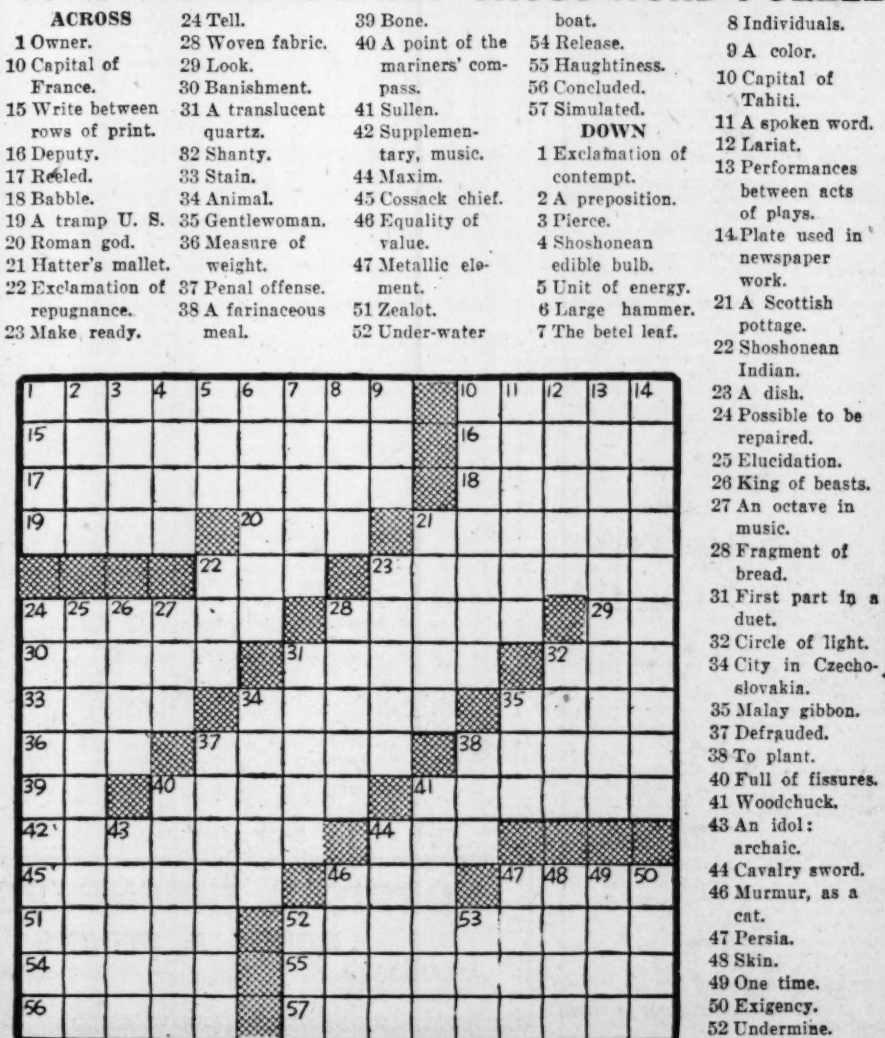 ACROSS
1 Owner.
10 Capital of
France.
15 Write between
rows of print.
16 Deputy.
17 Reeled.
18 Babble.
19 A tramp U. S.
20 Roman god.
21 Hatter's mallet.
22 Exclamation of
repugnance.
23 Make ready.
24 Tell.
28 Woven fabric.
29 Look.
30 Banishment.
31 A translucent
quartz.
32 Shanty.
33 Stain.
34 Animal.
35 Gentlewoman.
36 Measure of
weight.
37 Penal offense.
38 A farinaceous
meal.
39 Bone.
40 A point of the
mariners' com-
pass.
41 Sullen.
42 Supplemen-
tary, music.
44 Maxim.
45 Cossack chief.
46 Equality of
value.
47 Metallic ele-
ment.
51 Zealot.
52 Under-water
boat.
54 Release.
55 Haughtiness.
56 Concluded.
57 Simulated.
DOWN
1 Exclamation of
contempt.
2 A preposition.
3 Pierce.
4 Shoshonean
edible bulb.
5 Unit of energy.
6 Large hammer.
7 The betel leaf.
8 Individuals.
9 A color.
10 Capital of
Tahiti.
11 A spoken word.
12 Lariat.
13 Performances
between acts
of plays.
14 Plate used in
newspaper
work.
21 A Scottish
pottage.
22 Shoshonean
Indian.
23 A dish.
24 Possible to be
repaired.
25 Elucidation.
26 King of beasts.
27 An octave in
music.
28 Fragment of
bread.
31 First part in a
duet.
32 Circle of light.
34 City in Czecho-
slovakia.
35 Malay gibbon.
37 Defrauded.
38 To plant.
40 Full of fissures.
41 Woodchuck.
43 An idol:
archaic.
44 Cavalry sword.
46 Murmur, as a
cat.
47 Persia.
48 Skin.
49 One time.
50 Exigency.
52 Undermine.
1 2 3 4 5 6 7 8 9 10 11 12 13 14
15 16
17 18
19 20 21
22 23
24 25 26 27 28 29
30 31 32
33 34 35
36 37 38
39 40 41
42 43 44
45 46 47 48 49 50
51 52 53
54 55
56 57